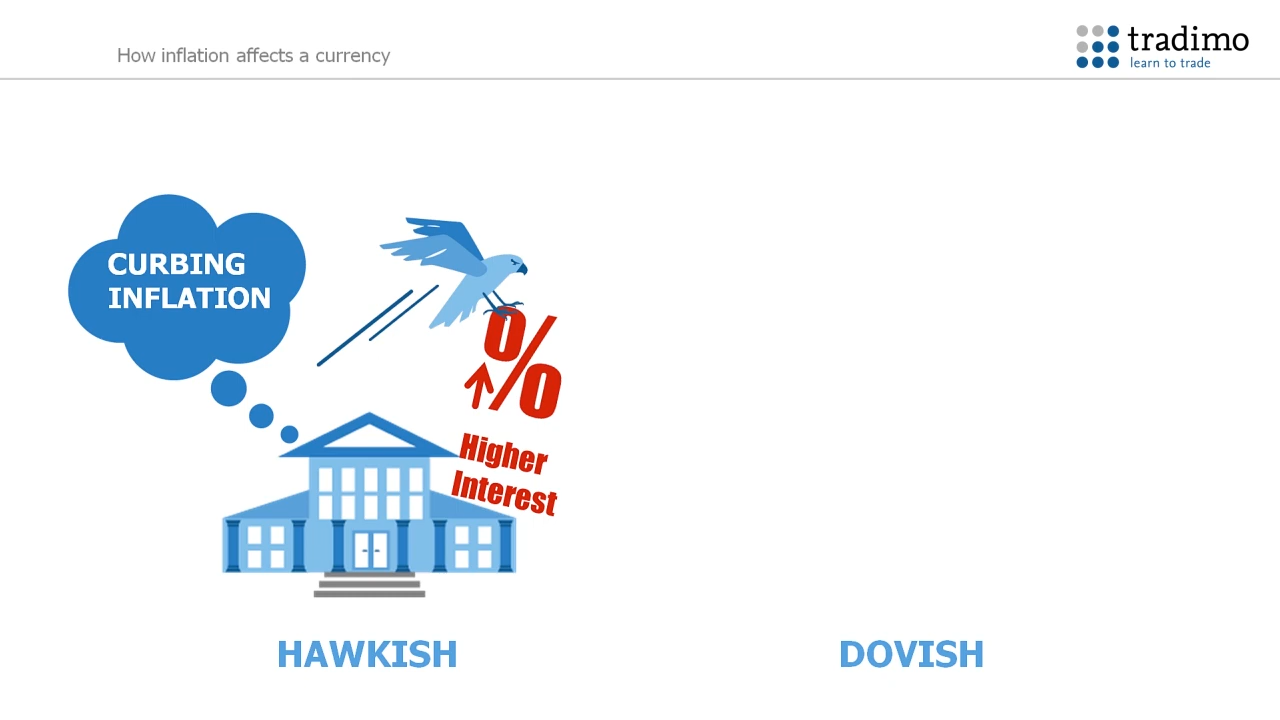 How inflation affects a currency
tradimo
learn to trade
CURBING
INFLATION
%
Higher
Interest
HAWKISH
DOVISH